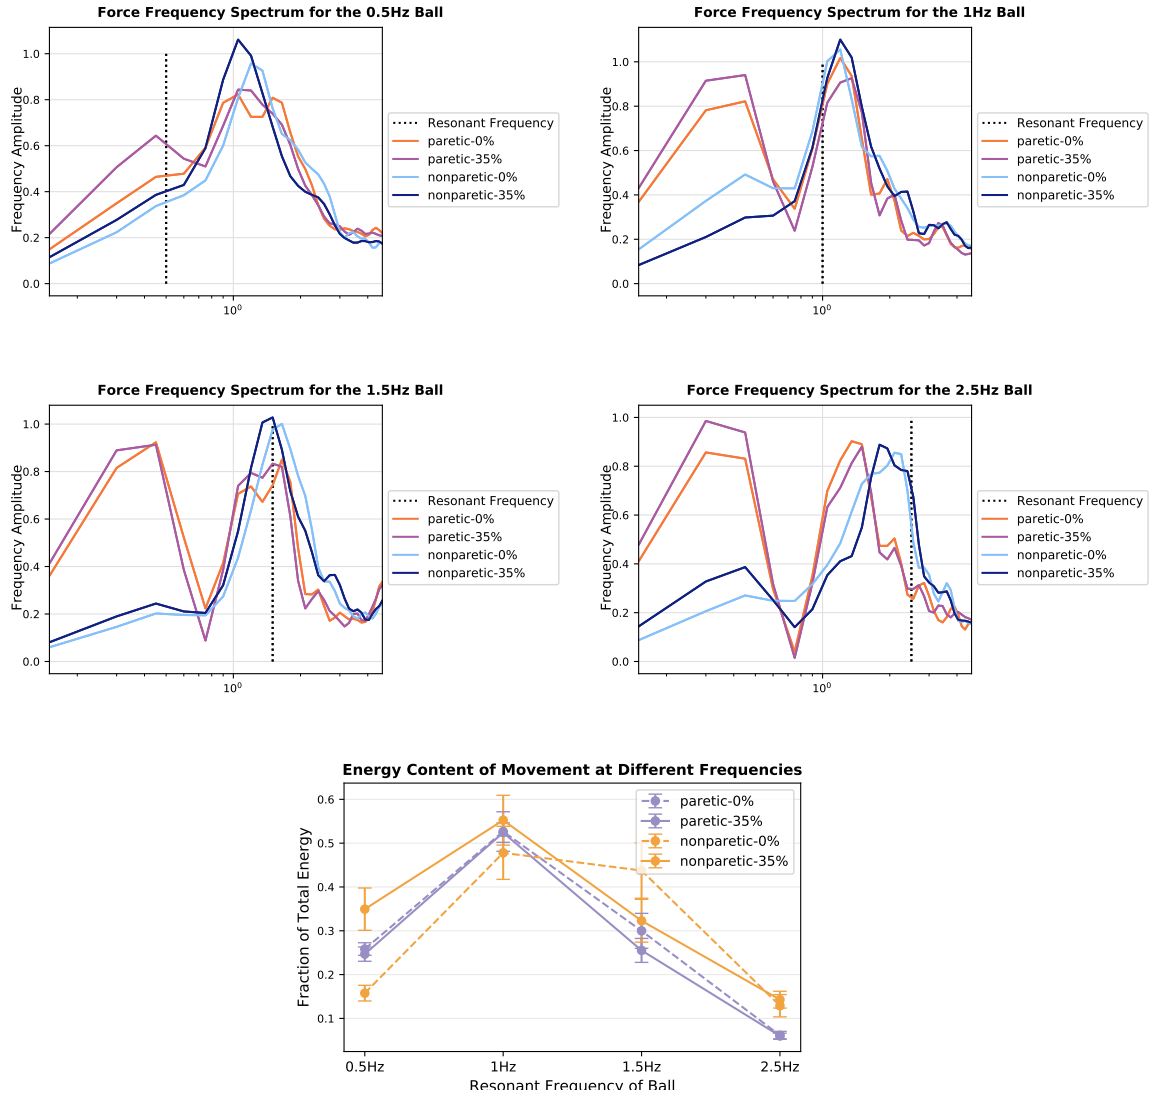 Force Frequency Spectrum for the 0.5Hz Ball
Frequency Amplitude
1.0
0.8
0.6
0.4
0.2
0.0
10⁰
Resonant Frequency
paretic-0%
paretic-35%
nonparetic-0%
nonparetic-35%
Force Frequency Spectrum for the 1Hz Ball
Frequency Amplitude
1.0
0.8
0.6
0.4
0.2
0.0
10⁰
Resonant Frequency
paretic-0%
paretic-35%
nonparetic-0%
nonparetic-35%
Force Frequency Spectrum for the 1.5Hz Ball
Frequency Amplitude
1.0
0.8
0.6
0.4
0.2
0.0
10⁰
Resonant Frequency
paretic-0%
paretic-35%
nonparetic-0%
nonparetic-35%
Force Frequency Spectrum for the 2.5Hz Ball
Frequency Amplitude
1.0
0.8
0.6
0.4
0.2
0.0
10⁰
Resonant Frequency
paretic-0%
paretic-35%
nonparetic-0%
nonparetic-35%
Energy Content of Movement at Different Frequencies
Fraction of Total Energy
0.6
0.5
0.4
0.3
0.2
0.1
paretic-0%
paretic-35%
nonparetic-0%
nonparetic-35%
0.5Hz 1Hz 1.5Hz 2.5Hz
Resonant Frequency of Ball